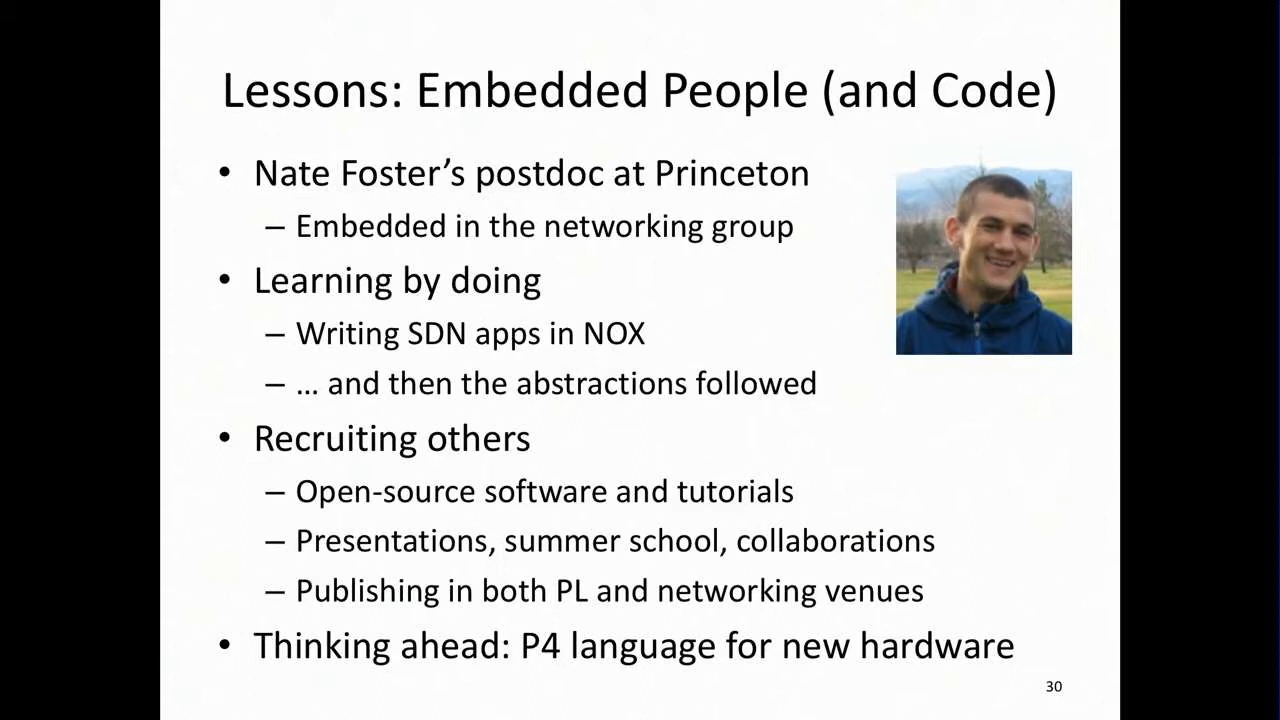 Lessons: Embedded People (and Code)
• Nate Foster’s postdoc at Princeton
– Embedded in the networking group
• Learning by doing
– Writing SDN apps in NOX
– … and then the abstractions followed
• Recruiting others
– Open-source software and tutorials
– Presentations, summer school, collaborations
– Publishing in both PL and networking venues
• Thinking ahead: P4 language for new hardware
30